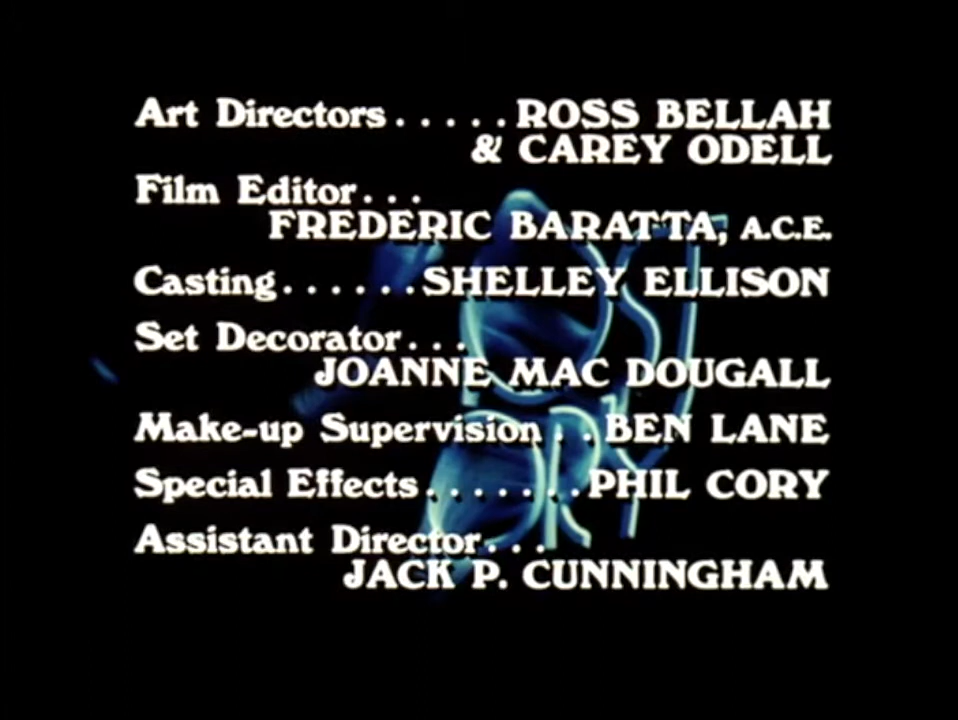 Art Directors.....ROSS BELLAH
& CAREY ODELL
Film Editor...
FREDERIC BARATTA, A.C.E.
Casting......SHELLEY ELLISON
Set Decorator...
JOANNE MAC DOUGALL
Make-up Supervision..BEN LANE
Special Effects.......PHIL CORY
Assistant Director...
JACK P. CUNNINGHAM